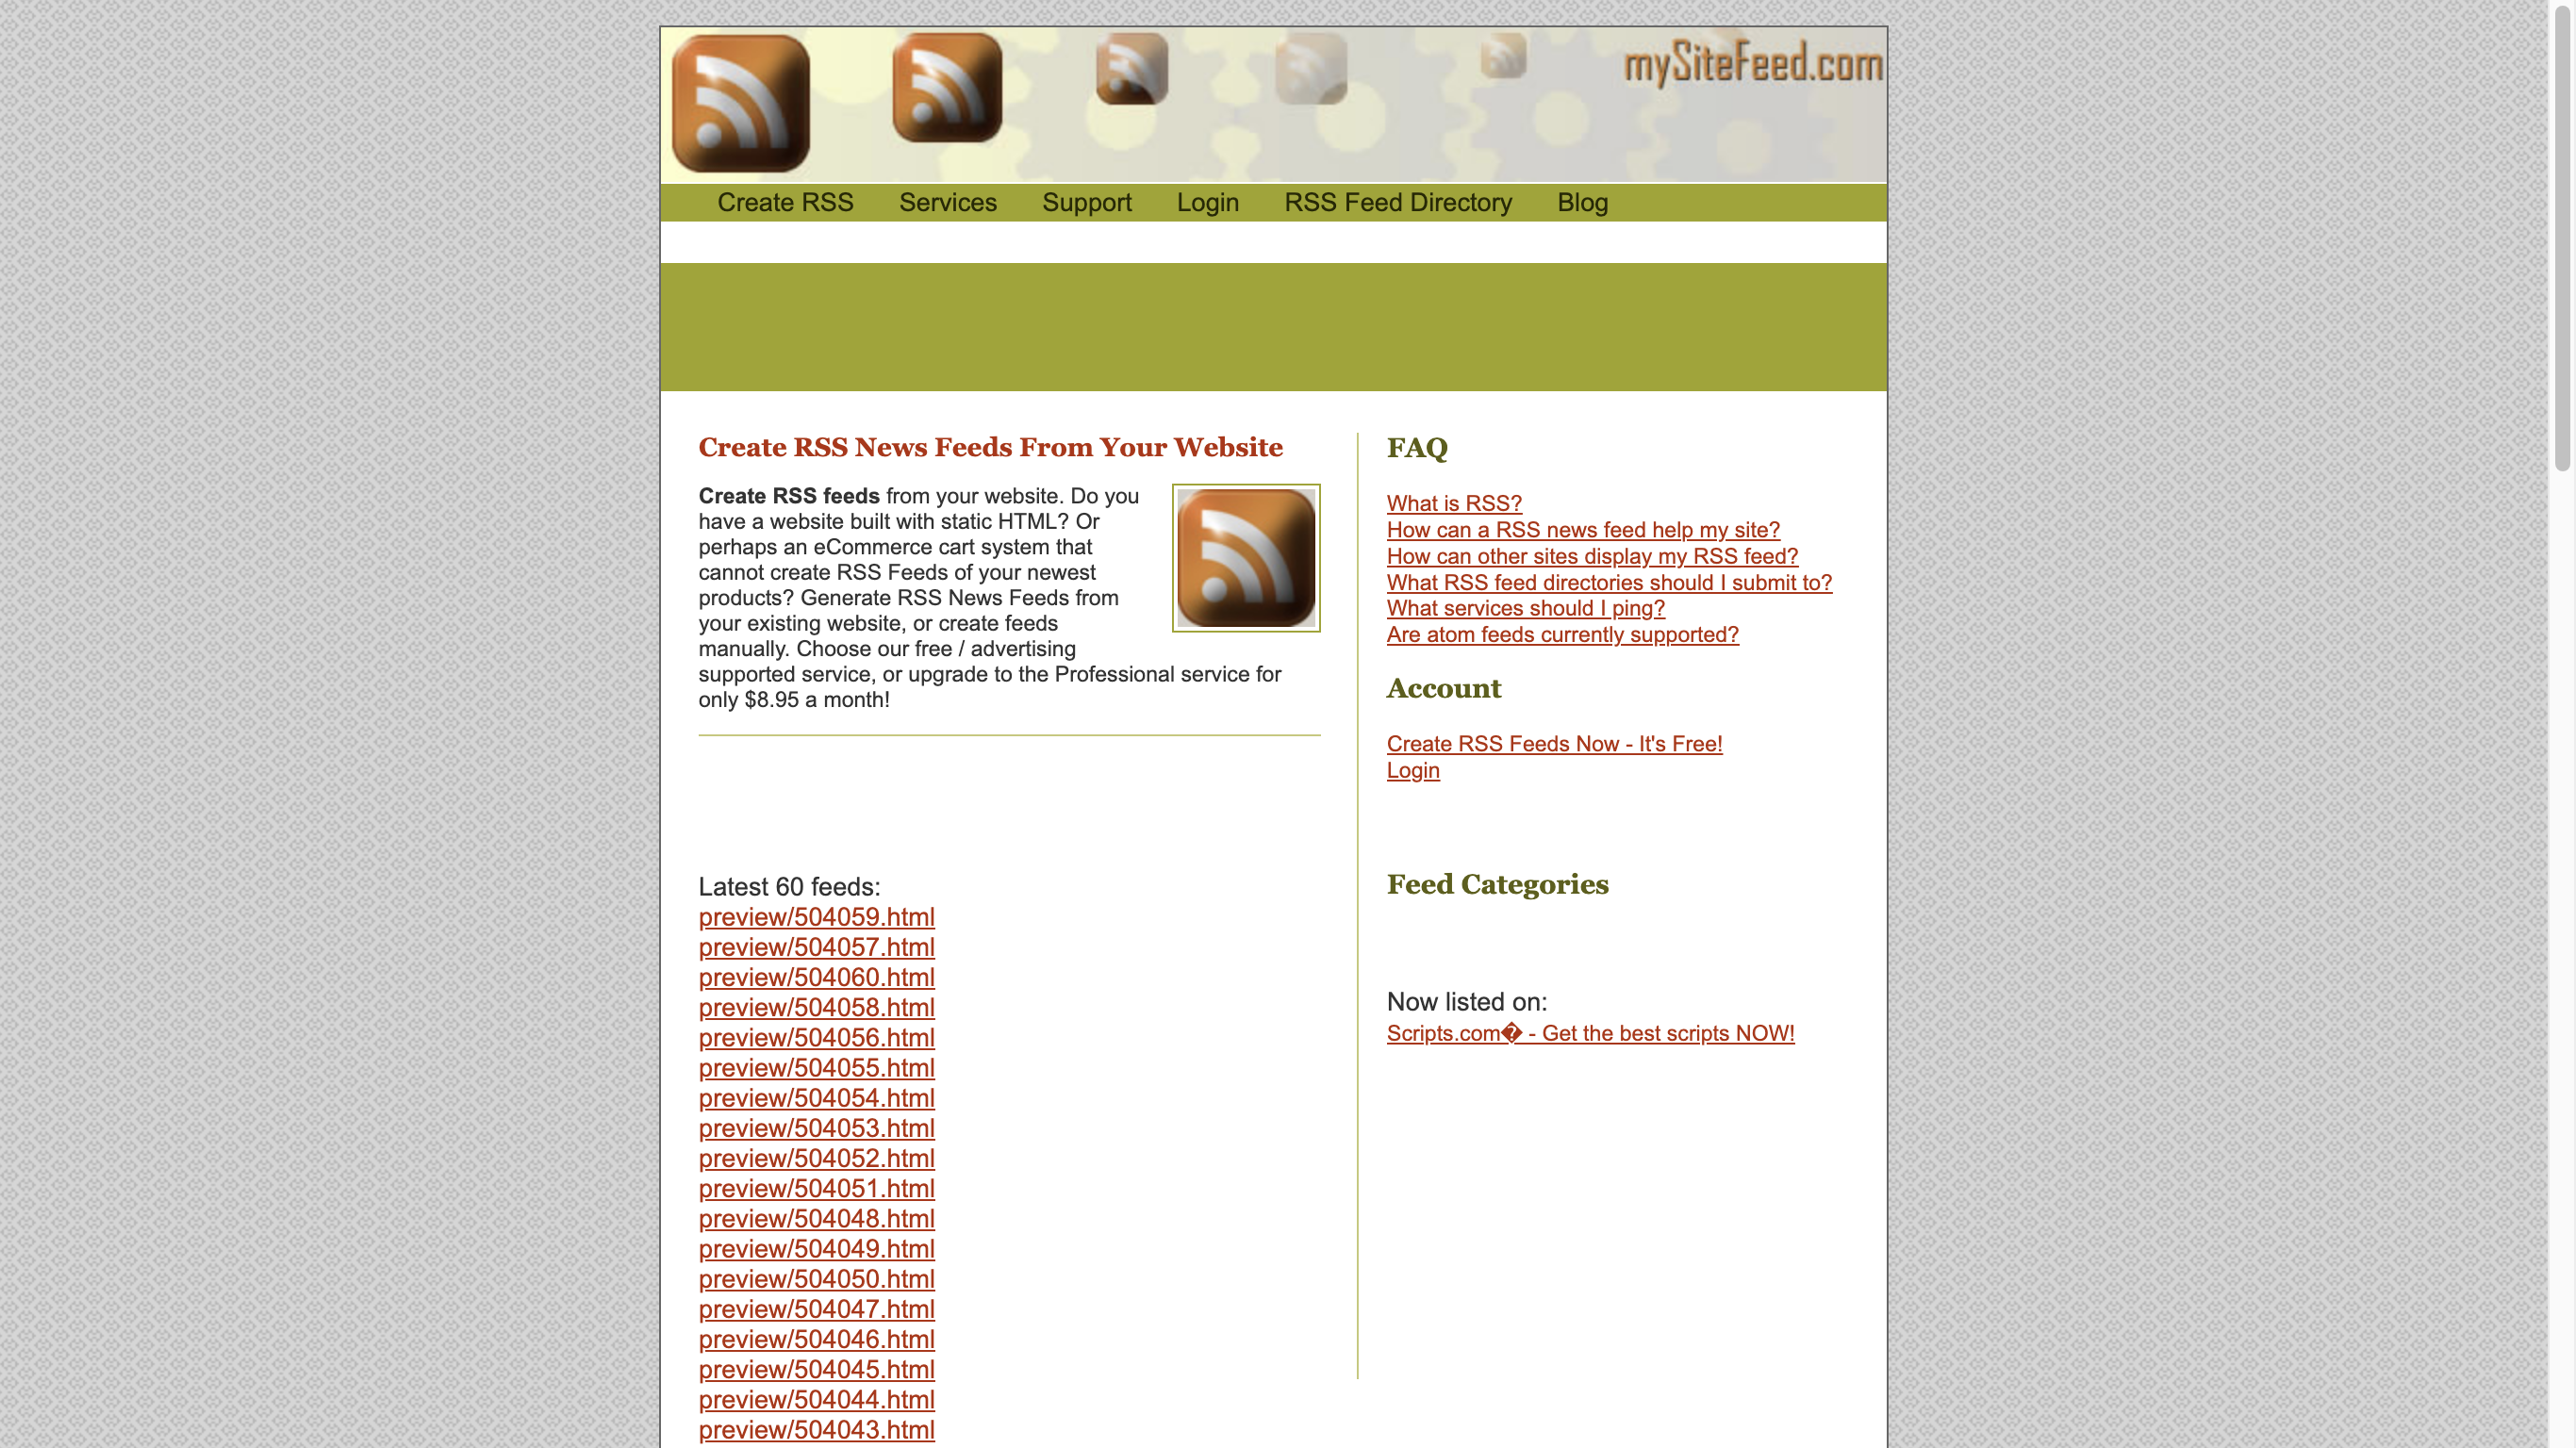 mySiteFeed.com
Create RSS Services Support Login RSS Feed Directory Blog
Create RSS News Feeds From Your Website
Create RSS feeds from your website. Do you
have a website built with static HTML? Or
perhaps an eCommerce cart system that
cannot create RSS Feeds of your newest
products? Generate RSS News Feeds from
your existing website, or create feeds
manually. Choose our free / advertising
supported service, or upgrade to the Professional service for
only $8.95 a month!
Latest 60 feeds:
preview/504059.html
preview/504057.html
preview/504060.html
preview/504058.html
preview/504056.html
preview/504055.html
preview/504054.html
preview/504053.html
preview/504052.html
preview/504051.html
preview/504048.html
preview/504049.html
preview/504050.html
preview/504047.html
preview/504046.html
preview/504045.html
preview/504044.html
preview/504043.html
FAQ
What is RSS?
How can a RSS news feed help my site?
How can other sites display my RSS feed?
What RSS feed directories should I submit to?
What services should I ping?
Are atom feeds currently supported?
Account
Create RSS Feeds Now - It's Free!
Login
Feed Categories
Now listed on:
Scripts.com� - Get the best scripts NOW!